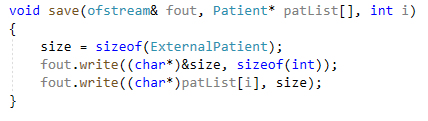 void save(ofstream& fout, Patient* patList[], int i)
{
size = sizeof(ExternalPatient);
fout.write((char*)&size, sizeof(int));
fout.write((char*)patList[i], size);
}